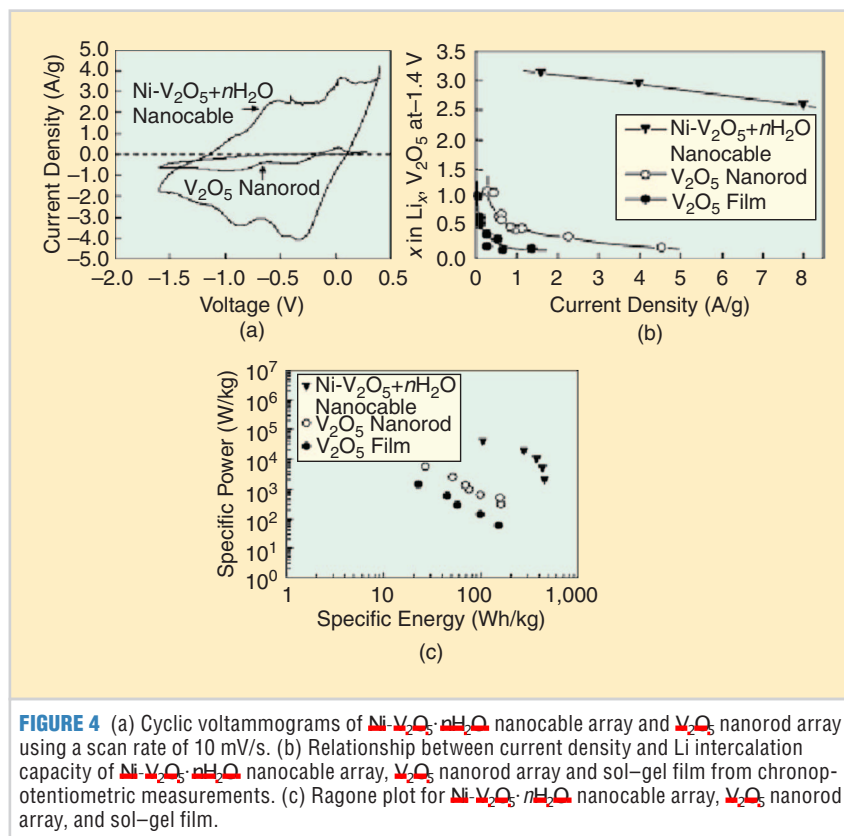 5.0
4.0
3.0
2.0
1.0
0.0
–1.0
–2.0
–3.0
–4.0
–5.0
Current Density (A/g)
Ni-V₂O₅+nH₂O
Nanocable
V₂O₅ Nanorod
–2.0 –1.5 –1.0 –0.5 0.0 0.5
Voltage (V)
(a)
3.5
3.0
2.5
2.0
1.5
1.0
0.5
0.0
x in Liₓ, V₂O₅ at–1.4 V
Ni-V₂O₅+nH₂O
Nanocable
V₂O₅ Nanorod
V₂O₅ Film
0 1 2 3 4 5 6 7 8
Current Density (A/g)
(b)
10⁷
10⁶
10⁵
10⁴
10³
10²
10¹
10⁰
Specific Power (W/kg)
Ni-V₂O₅+nH₂O
Nanocable
V₂O₅ Nanorod
V₂O₅ Film
1 10 100 1,000
Specific Energy (Wh/kg)
(c)
FIGURE 4 (a) Cyclic voltammograms of Ni-V₂O₅·nH₂O nanocable array and V₂O₅ nanorod array
using a scan rate of 10 mV/s. (b) Relationship between current density and Li intercalation
capacity of Ni-V₂O₅·nH₂O nanocable array, V₂O₅ nanorod array and sol–gel film from chronop-
otentiometric measurements. (c) Ragone plot for Ni-V₂O₅·nH₂O nanocable array, V₂O₅ nanorod
array, and sol–gel film.